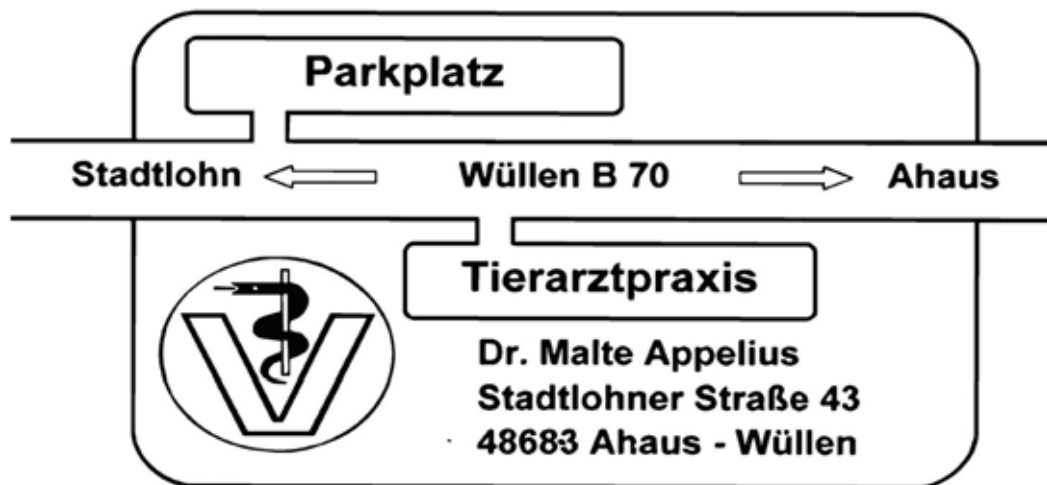 Parkplatz
Stadtlohn Wüllen B 70 Ahaus
Tierarztpraxis
V
Dr. Malte Appelius
Stadtlohner Straße 43
48683 Ahaus - Wüllen